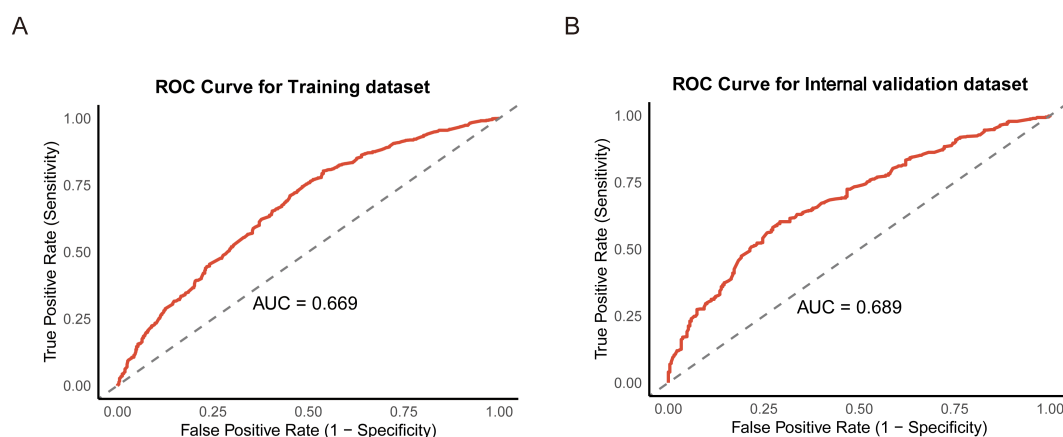 A
ROC Curve for Training dataset
True Positive Rate (Sensitivity)
1.00
0.75
0.50
0.25
0.00
AUC = 0.669
0.00 0.25 0.50 0.75 1.00
False Positive Rate (1 − Specificity)
B
ROC Curve for Internal validation dataset
True Positive Rate (Sensitivity)
1.00
0.75
0.50
0.25
0.00
AUC = 0.689
0.00 0.25 0.50 0.75 1.00
False Positive Rate (1 − Specificity)